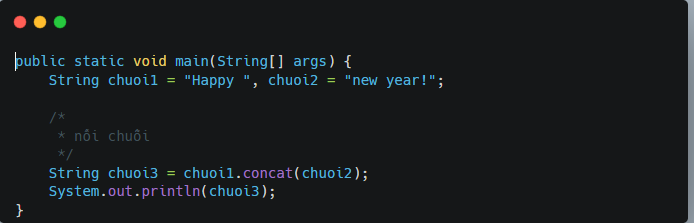 public static void main(String[] args) {
    String chuoi1 = "Happy ", chuoi2 = "new year!";
    /*
     * nối chuỗi
     */
    String chuoi3 = chuoi1.concat(chuoi2);
    System.out.println(chuoi3);
}